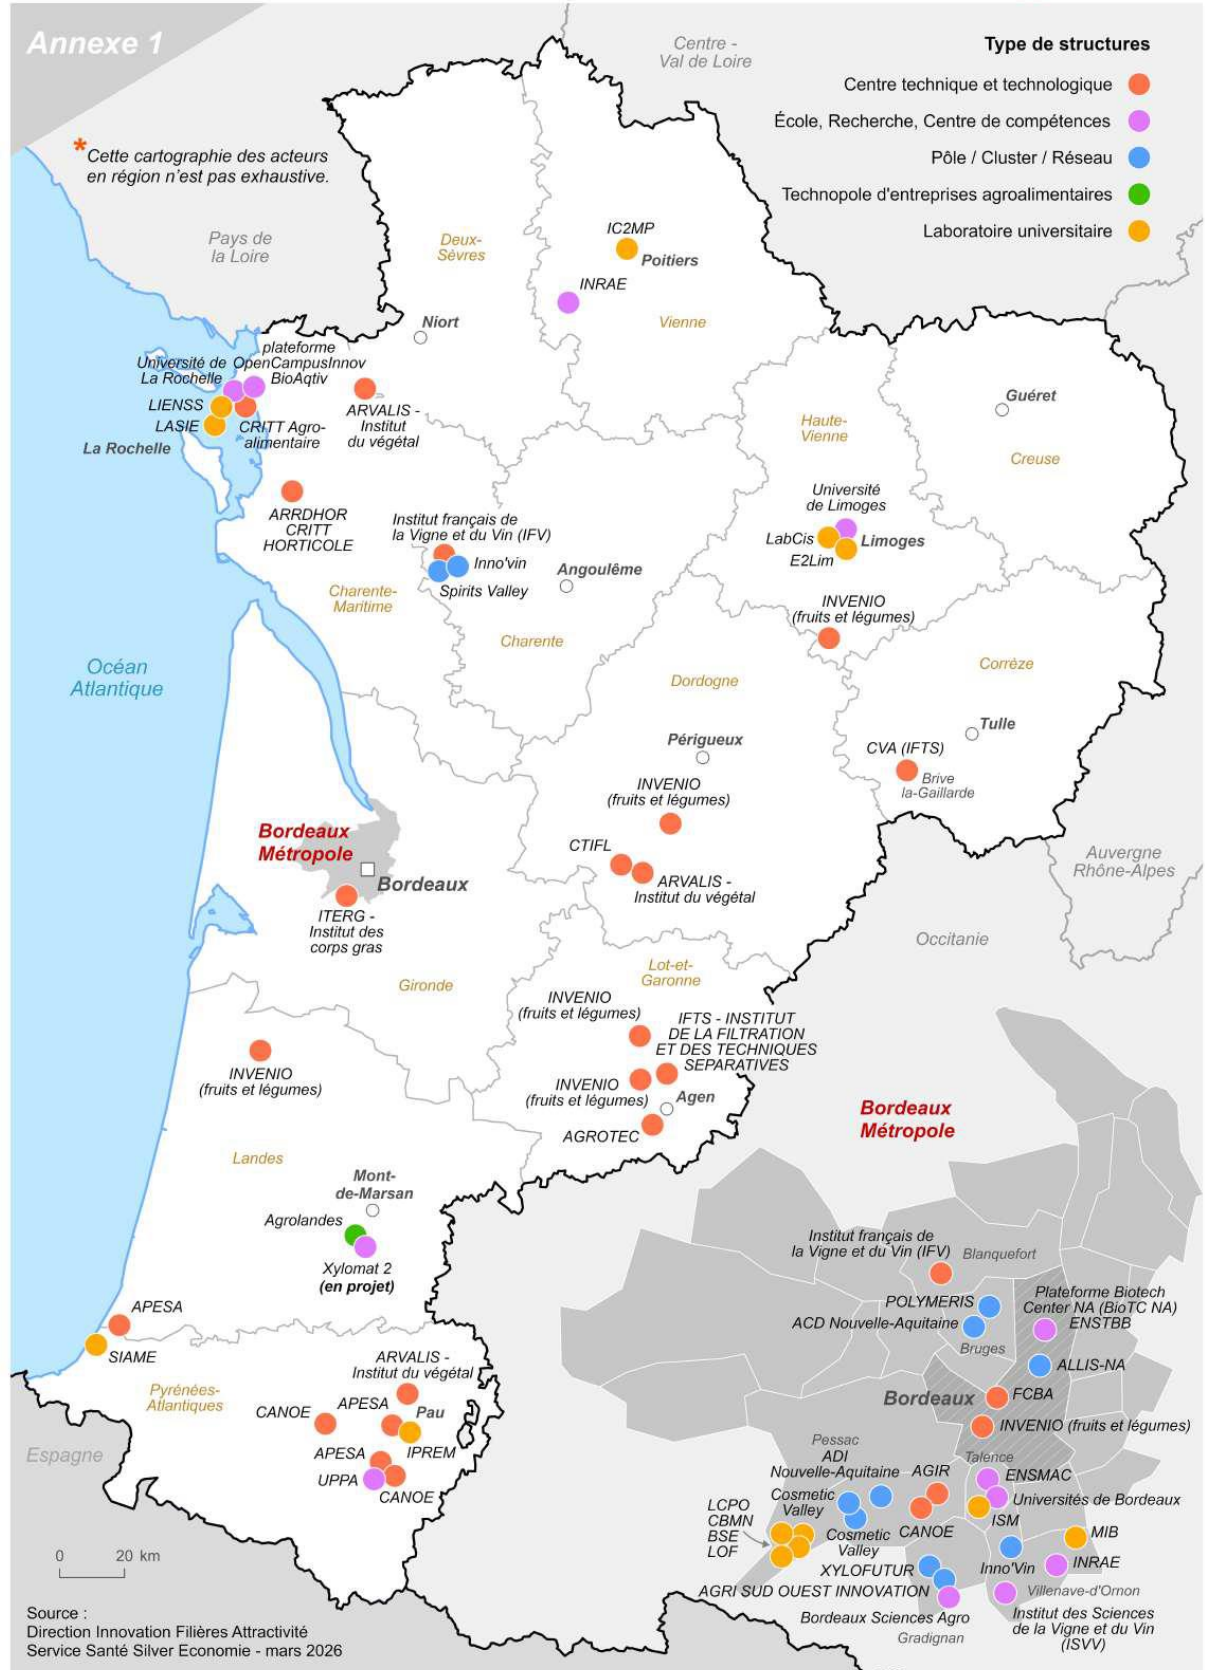 Annexe 1
Centre -
Val de Loire
Type de structures
Centre technique et technologique
École, Recherche, Centre de compétences
Pôle / Cluster / Réseau
Technopole d'entreprises agroalimentaires
Laboratoire universitaire
* Cette cartographie des acteurs
en région n'est pas exhaustive.
Pays de
la Loire
Deux-
Sèvres
IC2MP
Poitiers
INRAE
Vienne
Niort
plateforme
OpenCampusInnov
BioAqtiv
Université de
La Rochelle
LIENSS
LASIE
CRITT Agro-
alimentaire
La Rochelle
ARVALIS -
Institut
du végétal
Guéret
Creuse
Haute-
Vienne
Université
de Limoges
LabCis
Limoges
E2Lim
ARRDHOR
CRITT
HORTICOLE
Institut français de
la Vigne et du Vin (IFV)
Inno'vin
Spirits Valley
Angoulême
Charente-
Maritime
Charente
INVENIO
(fruits et légumes)
Corrèze
Océan
Atlantique
Dordogne
Tulle
Périgueux
CVA (IFTS)
Brive
la-Gaillarde
INVENIO
(fruits et légumes)
Bordeaux
Métropole
CTIFL
ARVALIS -
Institut du végétal
Auvergne
Rhône-Alpes
Bordeaux
ITERG -
Institut des
corps gras
Occitanie
Lot-et-
Garonne
Gironde
INVENIO
(fruits et légumes)
IFTS - INSTITUT
DE LA FILTRATION
ET DES TECHNIQUES
SEPARATIVES
INVENIO
(fruits et légumes)
INVENIO
(fruits et légumes)
Agen
AGROTEC
Landes
Mont-
de-Marsan
Agrolandes
Xylomat 2
(en projet)
APESA
SIAME
Pyrénées-
Atlantiques
ARVALIS -
Institut du végétal
APESA
Pau
CANOE
IPREM
APESA
UPPA
CANOE
Espagne
0 20 km
Source :
Direction Innovation Filières Attractivité
Service Santé Silver Economie - mars 2026
Bordeaux
Métropole
Institut français de
la Vigne et du Vin (IFV)
Blanquefort
POLYMERIS
ACD Nouvelle-Aquitaine
Bruges
Plateforme Biotech
Center NA (BioTC NA)
ENSTBB
ALLIS-NA
Bordeaux
FCBA
INVENIO (fruits et légumes)
Pessac
ADI
Nouvelle-Aquitaine
Talence
AGIR
ENSMAC
Cosmetic
Valley
Universités de Bordeaux
LCPO
CBMN
BSE
LOF
Cosmetic
Valley
CANOE
ISM
MIB
XYLOFUTUR
Inno'Vin
INRAE
AGRI SUD OUEST INNOVATION
Villenave-d'Ornon
Bordeaux Sciences Agro
Gradignan
Institut des Sciences
de la Vigne et du Vin
(ISVV)